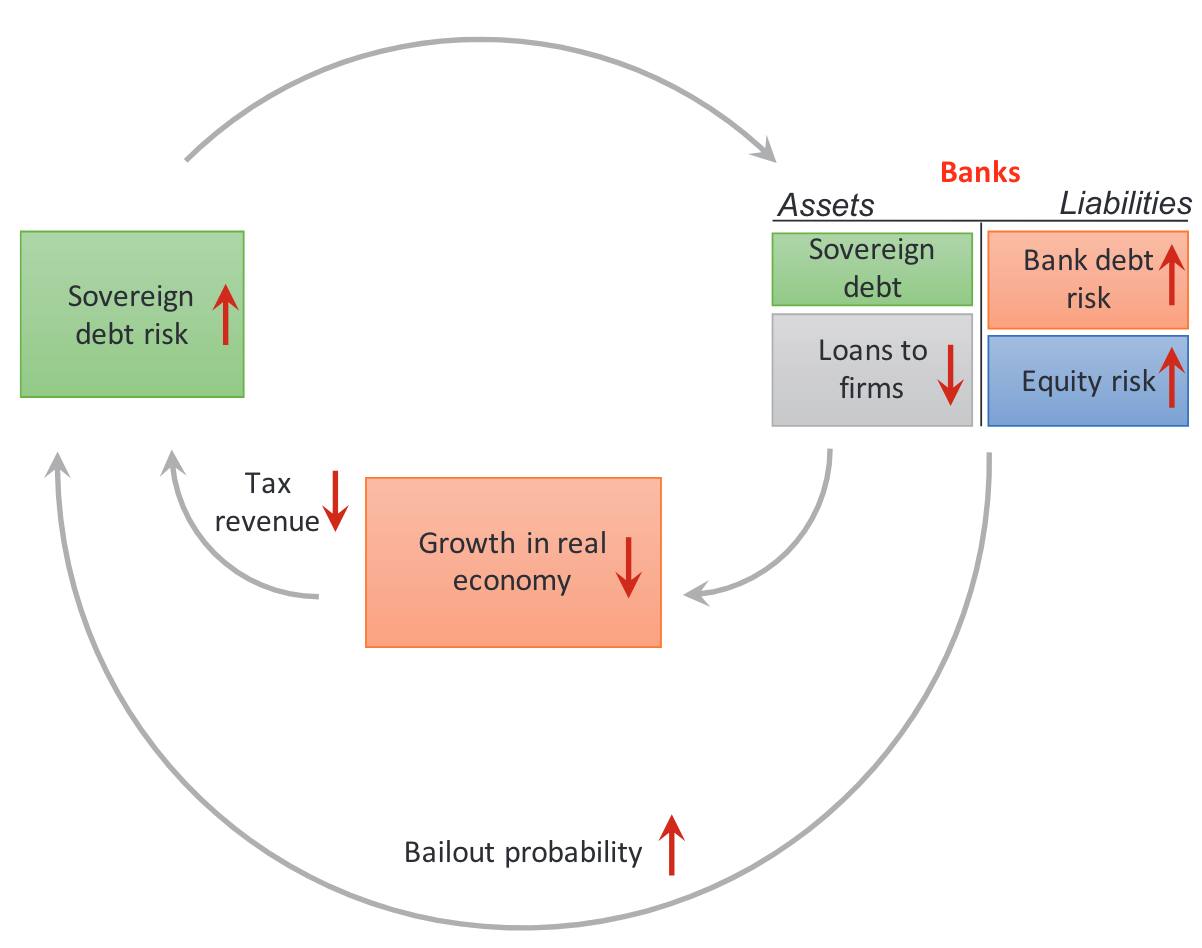 Banks
Assets
Liabilities
Sovereign
debt risk
Sovereign
debt
Bank debt
risk
Loans to
firms
Equity risk
Tax
revenue
Growth in real
economy
Bailout probability